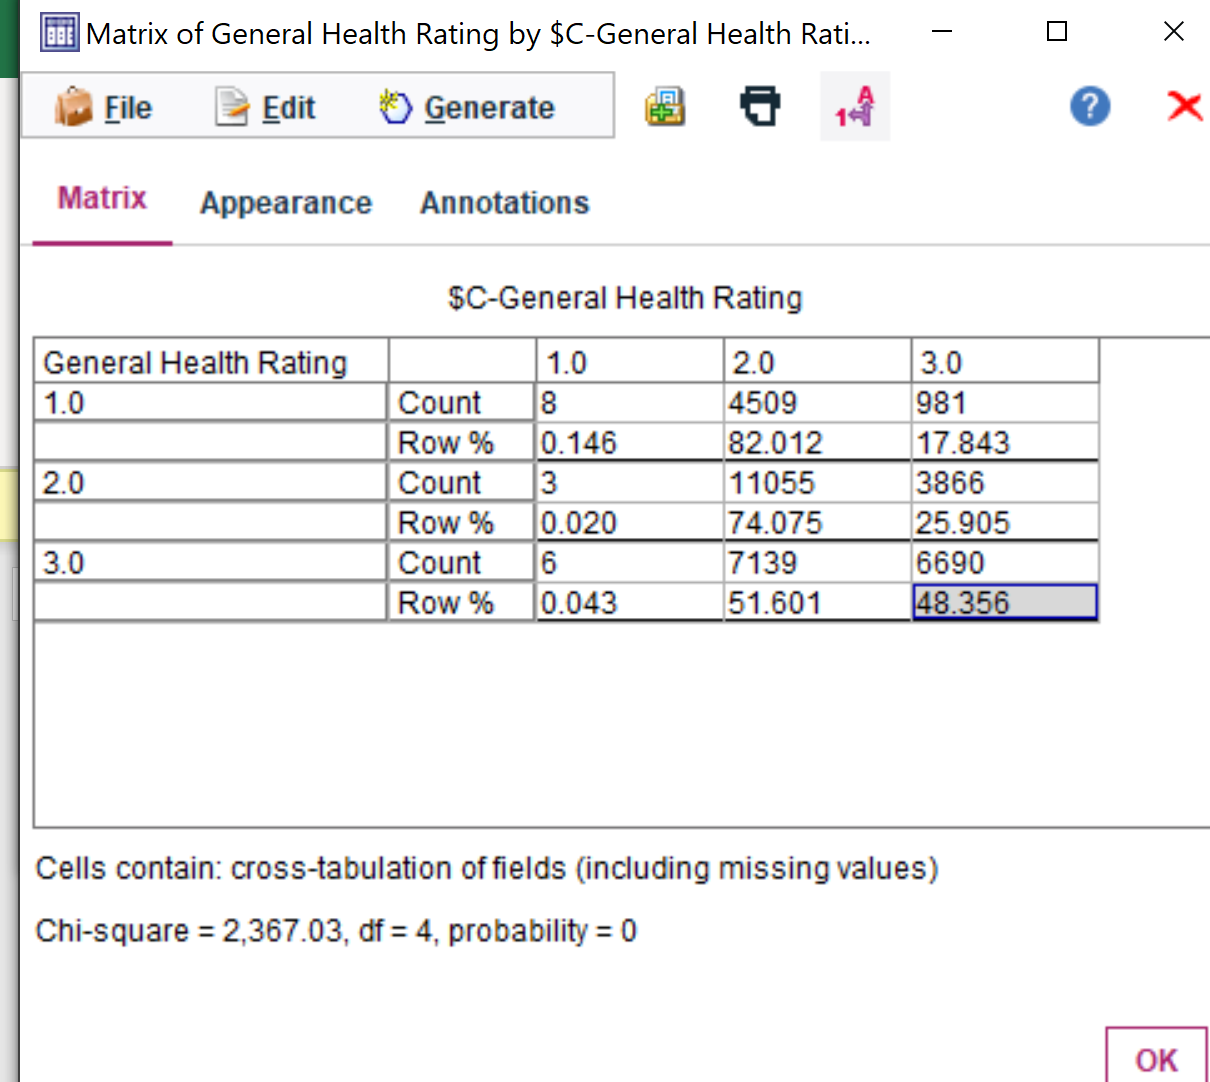 Matrix of General Health Rating by $C-General Health Rati...
File Edit Generate
Matrix Appearance Annotations
$C-General Health Rating
General Health Rating 1.0 2.0 3.0
1.0 Count 8 4509 981
Row % 0.146 82.012 17.843
2.0 Count 3 11055 3866
Row % 0.020 74.075 25.905
3.0 Count 6 7139 6690
Row % 0.043 51.601 48.356
Cells contain: cross-tabulation of fields (including missing values)
Chi-square = 2,367.03, df = 4, probability = 0
OK